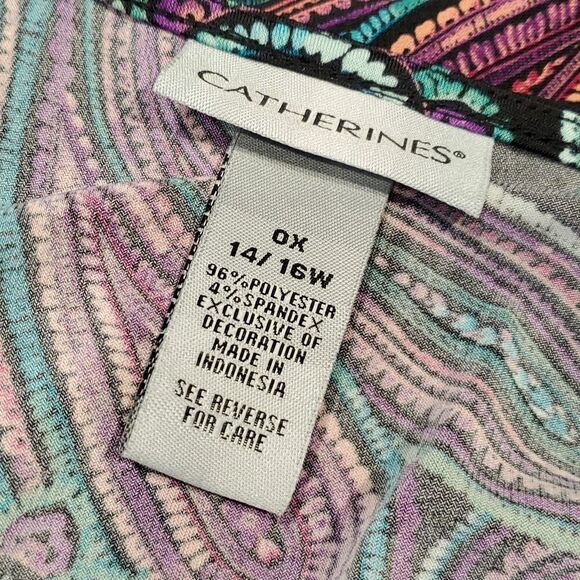 CATHERINES®
0X
14/16W
96%POLYESTER
4%SPANDEX
EXCLUSIVE OF
DECORATION
MADE IN
INDONESIA
SEE REVERSE
FOR CARE